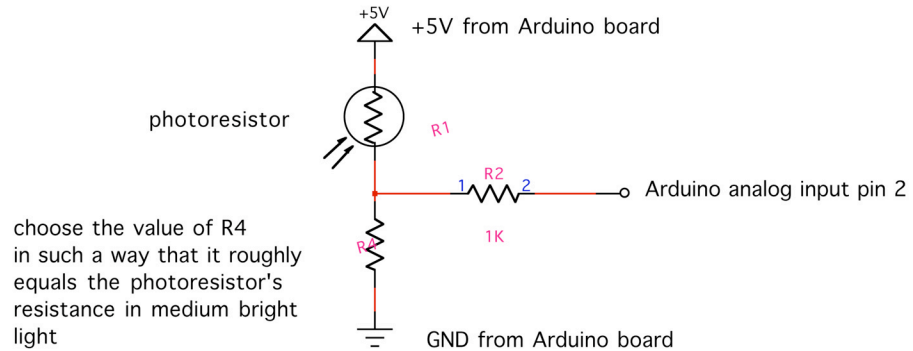 +5V
+5V from Arduino board
photoresistor
R1
R2
1
2
Arduino analog input pin 2
1K
R4
choose the value of R4
in such a way that it roughly
equals the photoresistor's
resistance in medium bright
light
GND from Arduino board